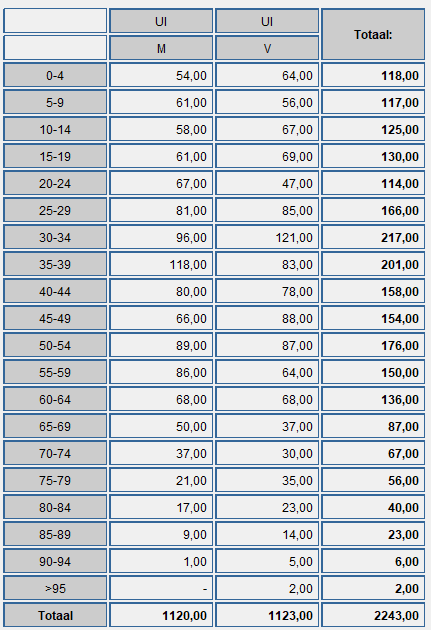 UI UI Totaal:
M V
0-4 54,00 64,00 118,00
5-9 61,00 56,00 117,00
10-14 58,00 67,00 125,00
15-19 61,00 69,00 130,00
20-24 67,00 47,00 114,00
25-29 81,00 85,00 166,00
30-34 96,00 121,00 217,00
35-39 118,00 83,00 201,00
40-44 80,00 78,00 158,00
45-49 66,00 88,00 154,00
50-54 89,00 87,00 176,00
55-59 86,00 64,00 150,00
60-64 68,00 68,00 136,00
65-69 50,00 37,00 87,00
70-74 37,00 30,00 67,00
75-79 21,00 35,00 56,00
80-84 17,00 23,00 40,00
85-89 9,00 14,00 23,00
90-94 1,00 5,00 6,00
>95 - 2,00 2,00
Totaal 1120,00 1123,00 2243,00